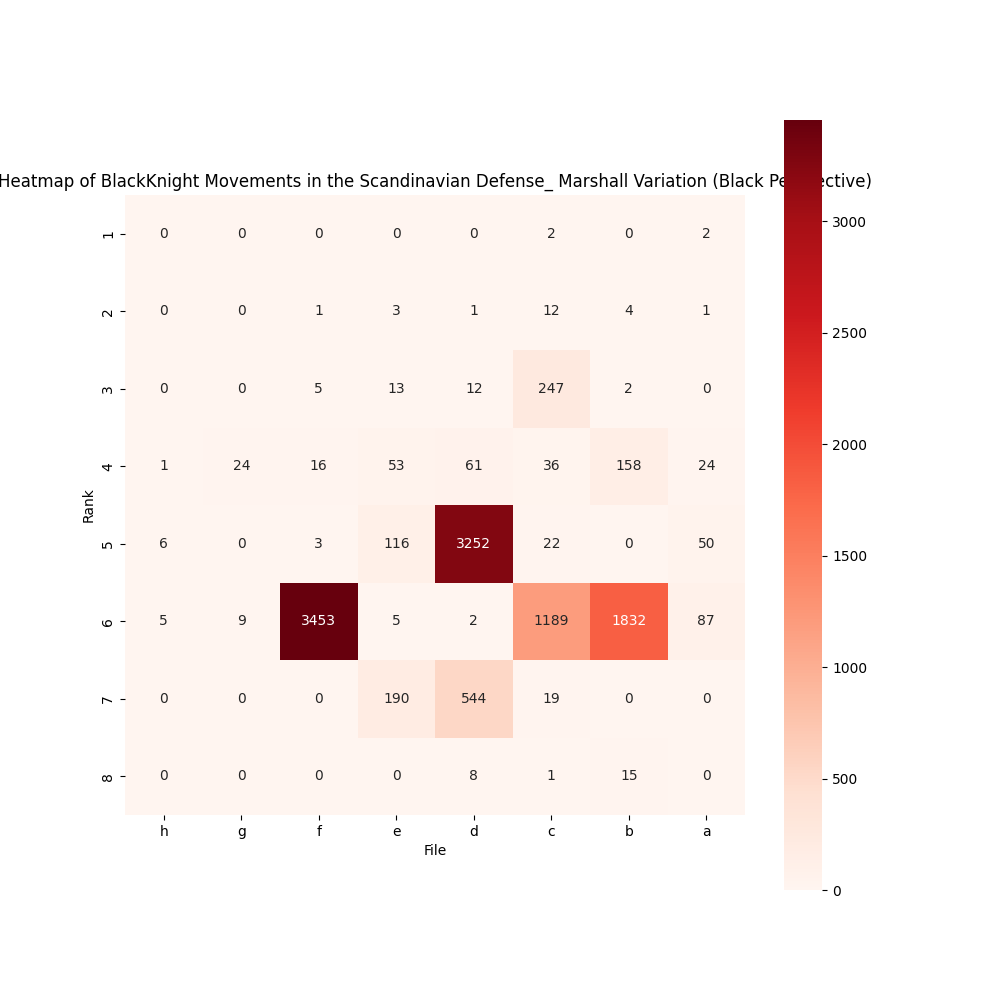 Heatmap of BlackKnight Movements in the Scandinavian Defense_ Marshall Variation (Black Pe ective)
1 0 0 0 0 0 2 0 2
2 0 0 1 3 1 12 4 1
3 0 0 5 13 12 247 2 0
4 1 24 16 53 61 36 158 24
5 6 0 3 116 3252 22 0 50
6 5 9 3453 5 2 1189 1832 87
7 0 0 0 190 544 19 0 0
8 0 0 0 0 8 1 15 0
h g f e d c b a
File
Rank
3000
2500
2000
1500
1000
500
0